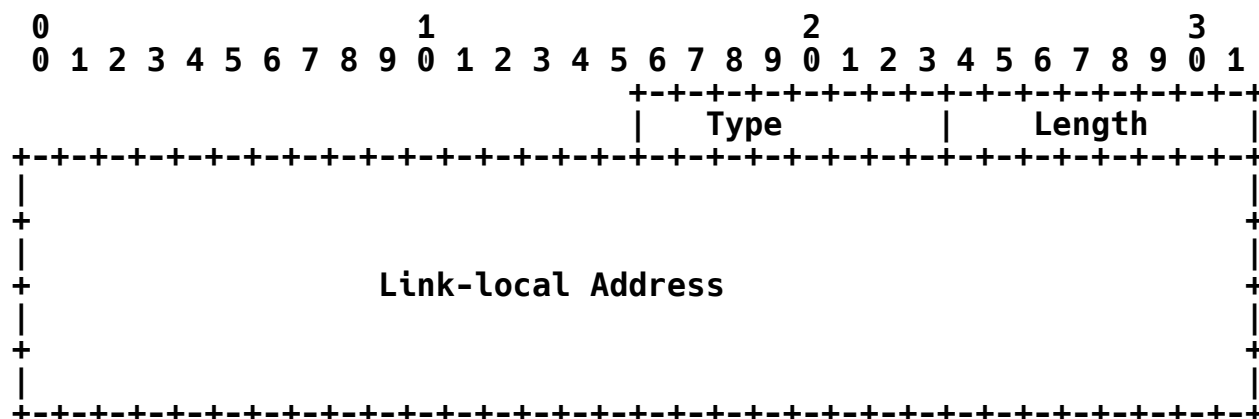 0                   1                   2                   3
 0 1 2 3 4 5 6 7 8 9 0 1 2 3 4 5 6 7 8 9 0 1 2 3 4 5 6 7 8 9 0 1
                                +-+-+-+-+-+-+-+-+-+-+-+-+-+-+-+-+
                                |   Type        |    Length     |
+-+-+-+-+-+-+-+-+-+-+-+-+-+-+-+-+-+-+-+-+-+-+-+-+-+-+-+-+-+-+-+-+
|                                                               |
+                                                               +
|                                                               |
+                  Link-local Address                           +
|                                                               |
+                                                               +
|                                                               |
+-+-+-+-+-+-+-+-+-+-+-+-+-+-+-+-+-+-+-+-+-+-+-+-+-+-+-+-+-+-+-+-+